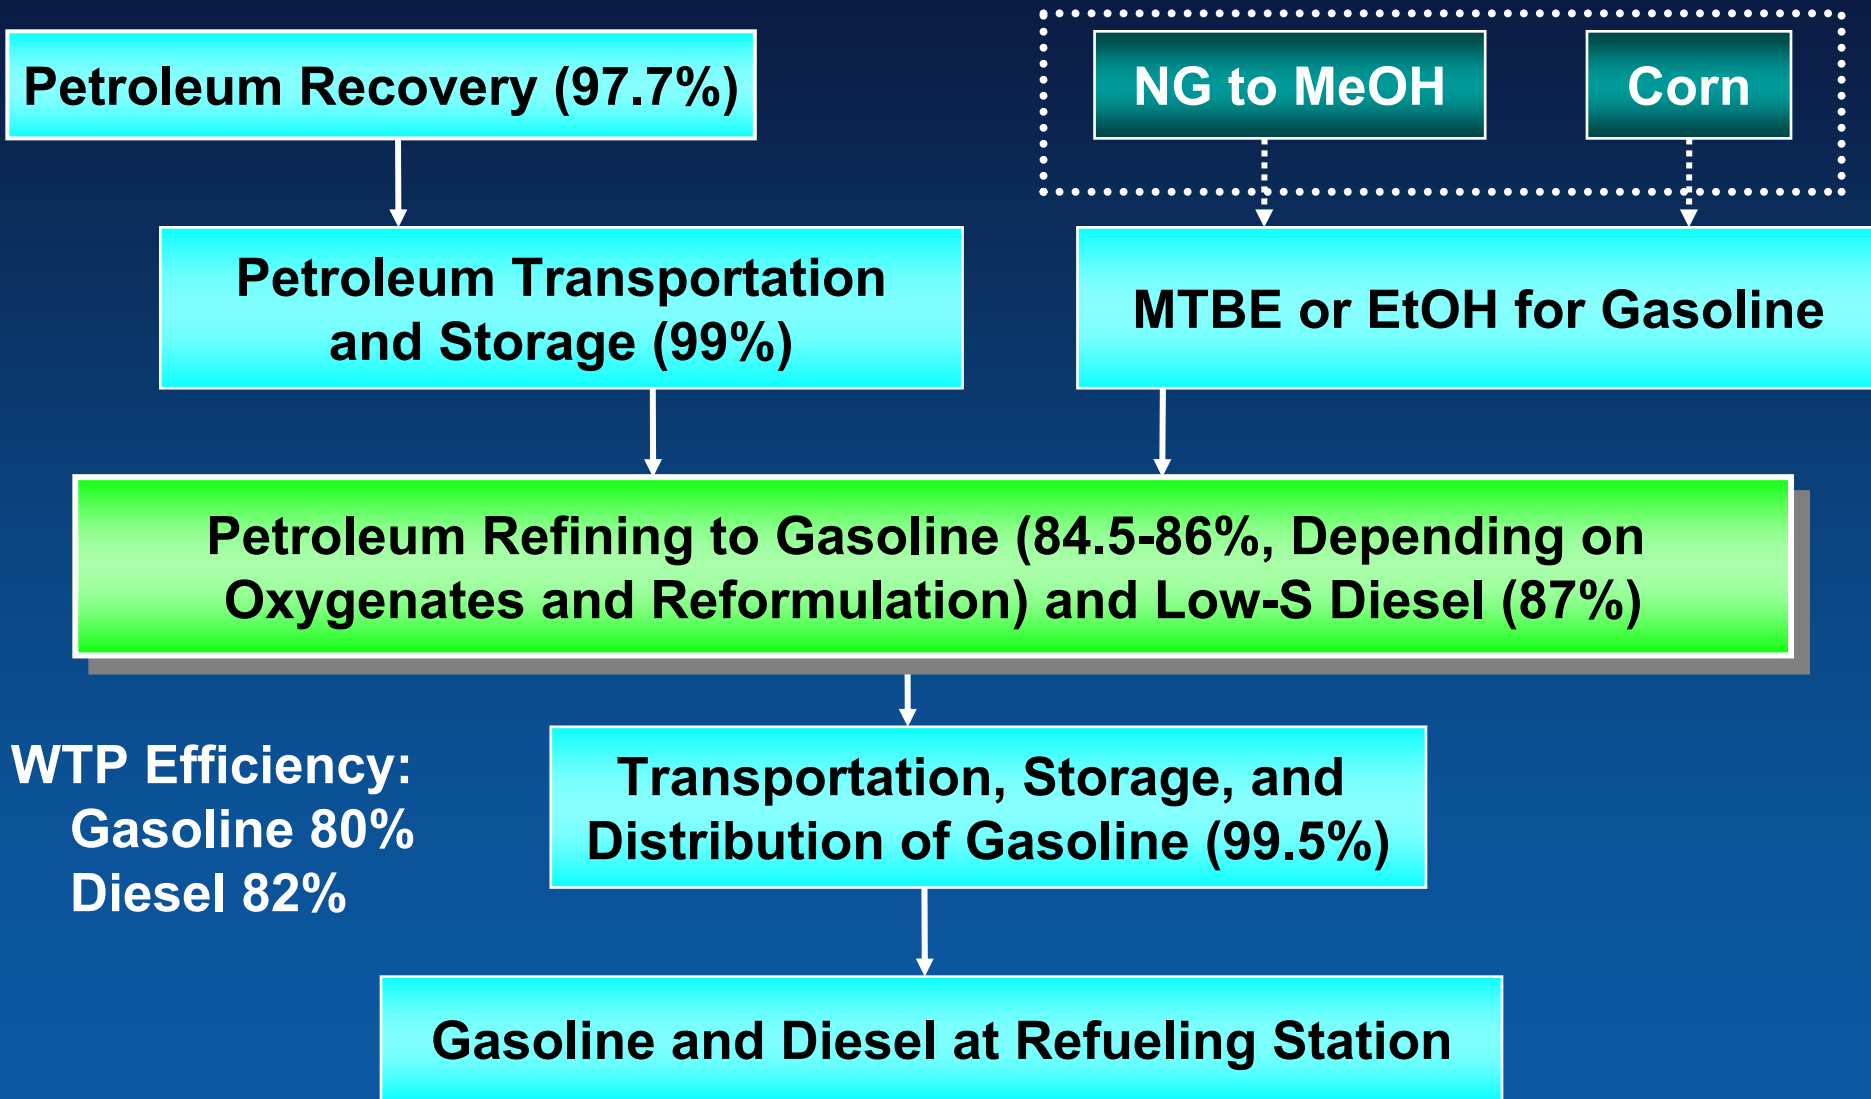 Petroleum Recovery (97.7%)
NG to MeOH
Corn
Petroleum Transportation
and Storage (99%)
MTBE or EtOH for Gasoline
Petroleum Refining to Gasoline (84.5-86%, Depending on
Oxygenates and Reformulation) and Low-S Diesel (87%)
WTP Efficiency:
Gasoline 80%
Diesel 82%
Transportation, Storage, and
Distribution of Gasoline (99.5%)
Gasoline and Diesel at Refueling Station